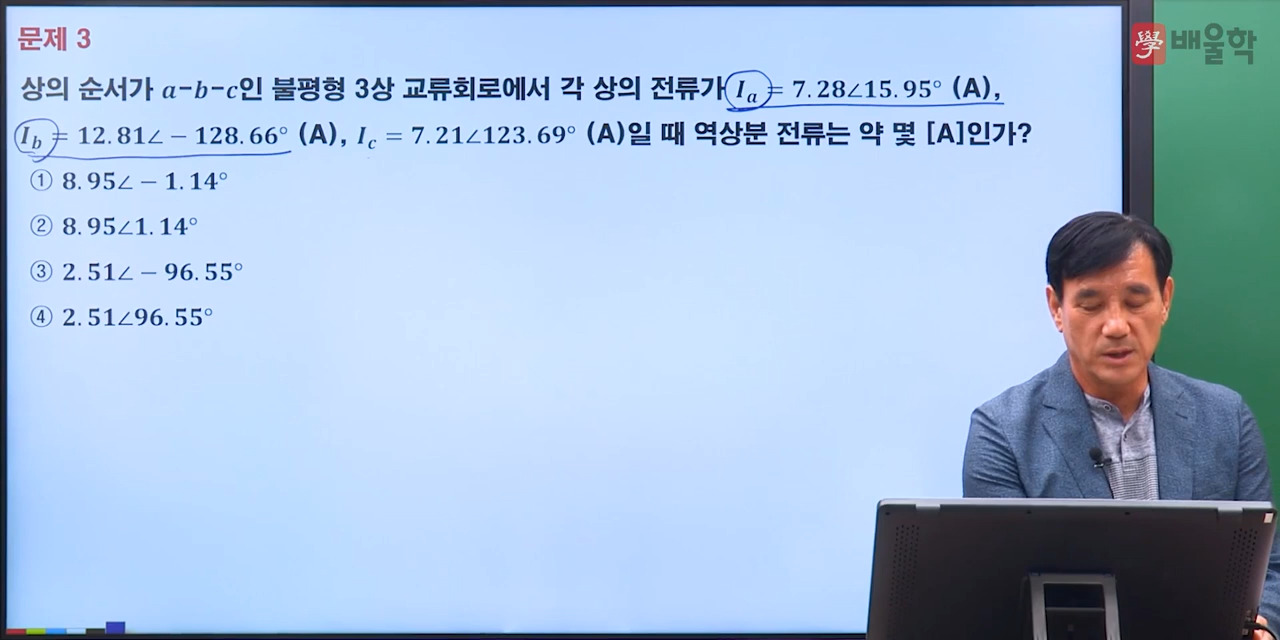 문제 3
學 배울학
상의 순서가 a-b-c인 불평형 3상 교류회로에서 각 상의 전류가 I_a = 7.28∠15.95° (A),
I_b = 12.81∠-128.66° (A), I_c = 7.21∠123.69° (A)일 때 역상분 전류는 약 몇 [A]인가?
① 8.95∠-1.14°
② 8.95∠1.14°
③ 2.51∠-96.55°
④ 2.51∠96.55°